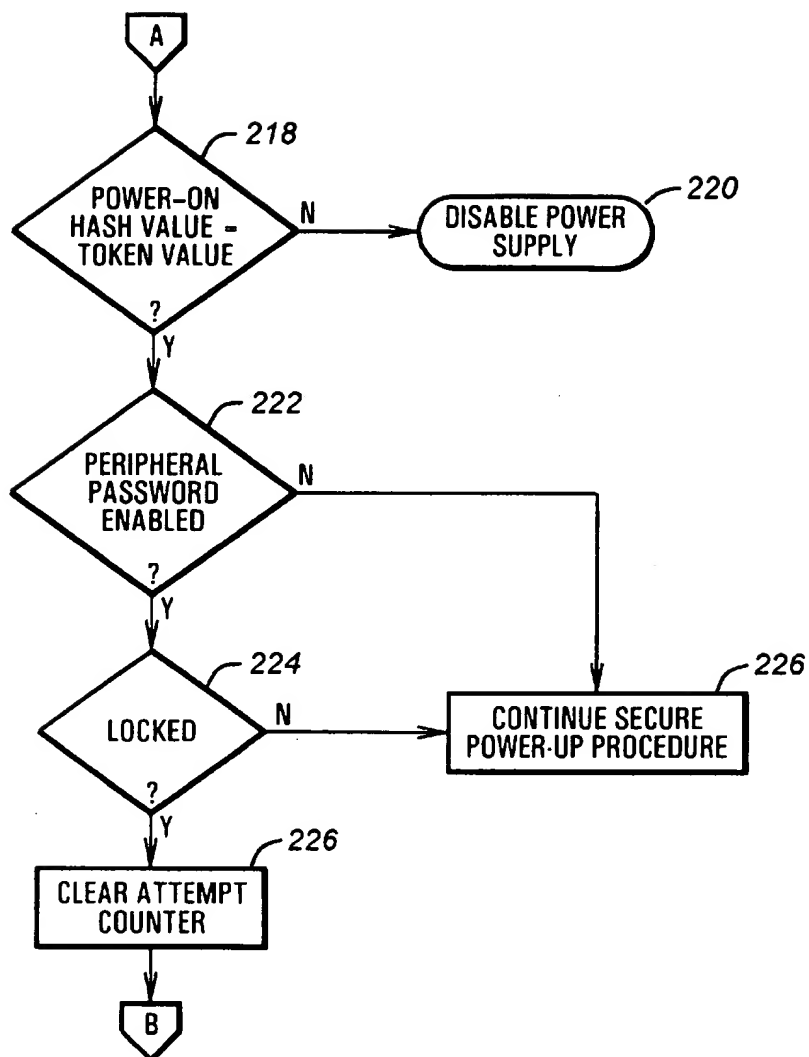 A
218
POWER-ON
HASH VALUE =
TOKEN VALUE
?
N
220
DISABLE POWER
SUPPLY
Y
222
PERIPHERAL
PASSWORD
ENABLED
?
N
Y
224
LOCKED
?
N
226
CONTINUE SECURE
POWER-UP PROCEDURE
Y
226
CLEAR ATTEMPT
COUNTER
B